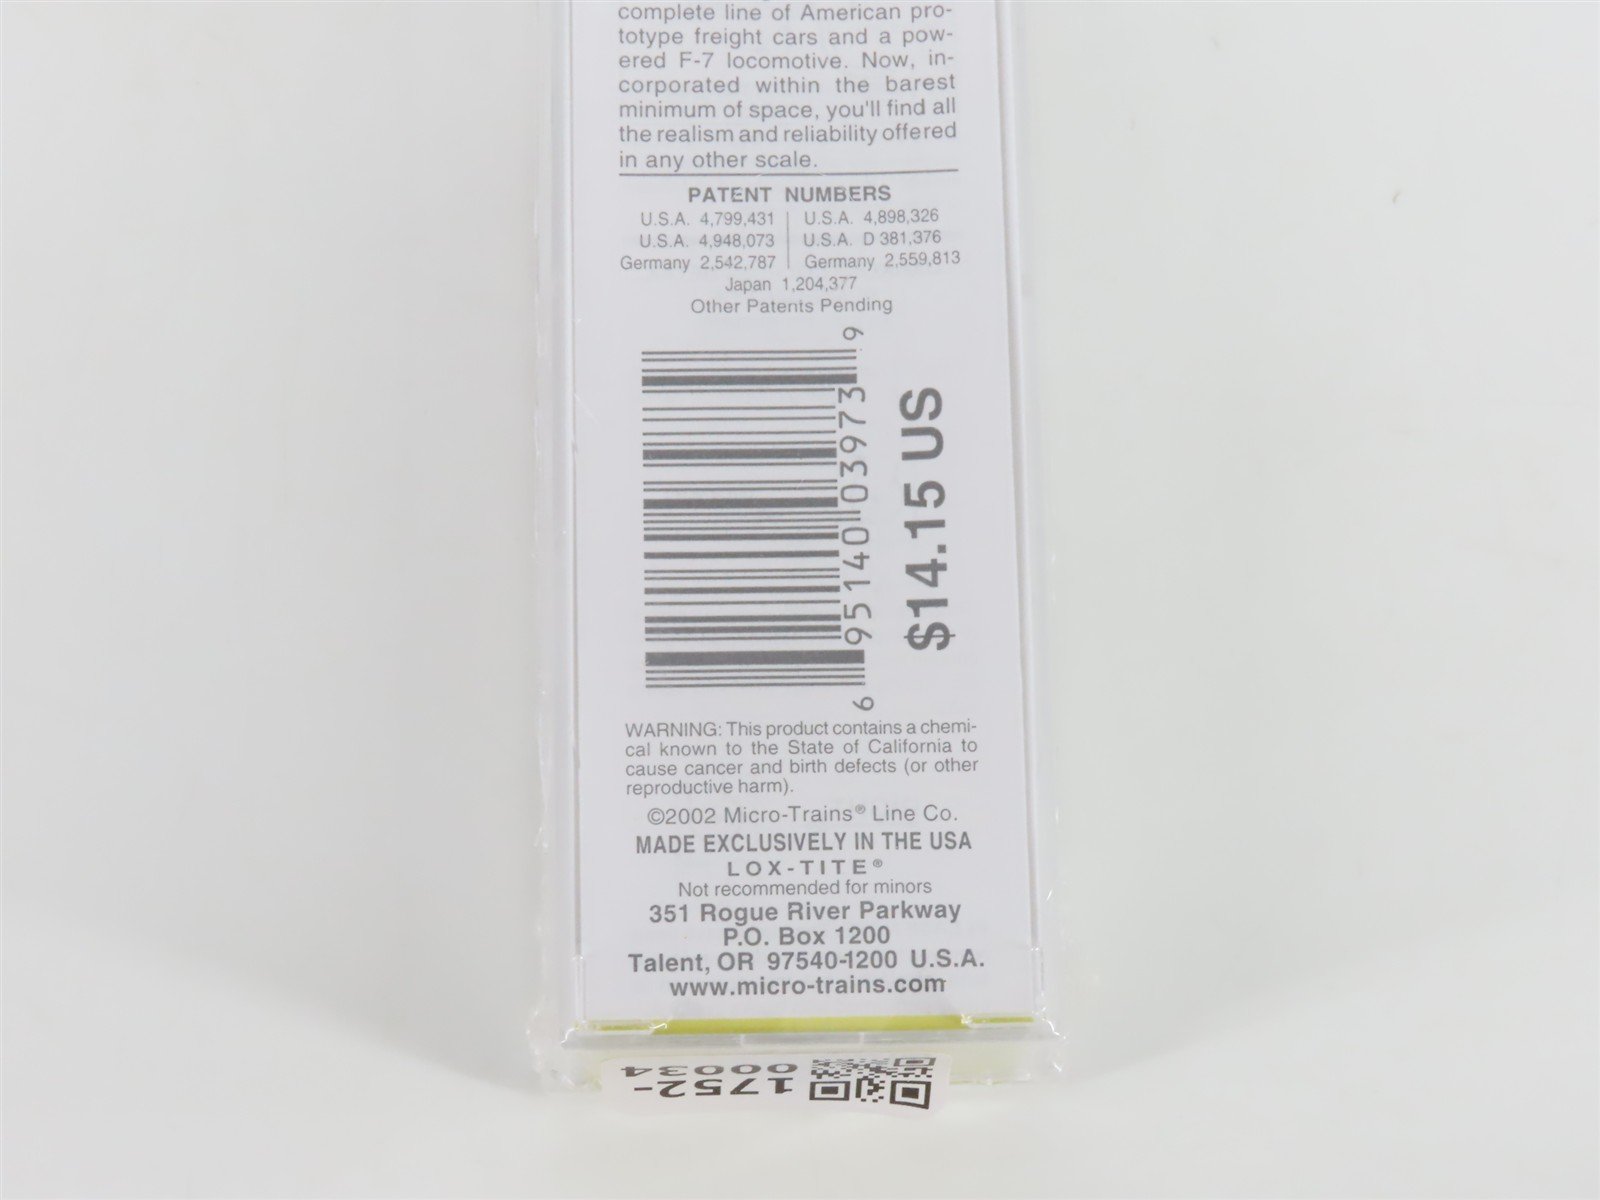 complete line of American pro-
totype freight cars and a pow-
ered F-7 locomotive. Now, in-
corporated within the barest
minimum of space, you'll find all
the realism and reliability offered
in any other scale.
PATENT NUMBERS
U.S.A. 4,799,431 | U.S.A. 4,898,326
U.S.A. 4,948,073 | U.S.A. D 381,376
Germany 2,542,787 | Germany 2,559,813
Japan 1,204,377
Other Patents Pending
6 95140 03973 9
$14.15 US
WARNING: This product contains a chemi-
cal known to the State of California to
cause cancer and birth defects (or other
reproductive harm).
©2002 Micro-Trains® Line Co.
MADE EXCLUSIVELY IN THE USA
LOX-TITE®
Not recommended for minors
351 Rogue River Parkway
P.O. Box 1200
Talent, OR 97540-1200 U.S.A.
www.micro-trains.com
1752-
00034